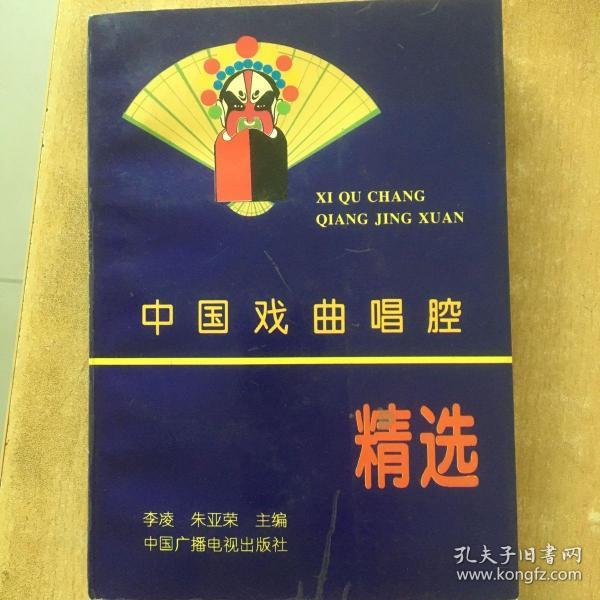 XI QU CHANG
QIANG JING XUAN
中国戏曲唱腔
精选
李凌 朱亚荣 主编
中国广播电视出版社
孔夫子旧书网
www.kongfz.com